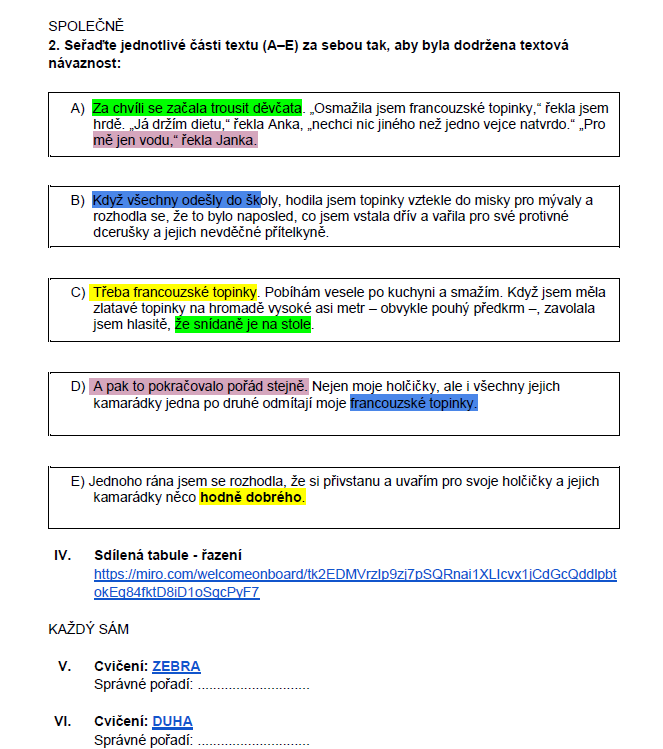 SPOLEČNĚ
2. Seřaďte jednotlivé části textu (A–E) za sebou tak, aby byla dodržena textová
návaznost:
A) Za chvíli se začala trousit děvčata. „Osmažila jsem francouzské topinky,“ řekla jsem
hrdě. „Já držím dietu,“ řekla Anka, „nechci nic jiného než jedno vejce natvrdo.“ „Pro
mě jen vodu,“ řekla Janka.
B) Když všechny odešly do školy, hodila jsem topinky vztekle do misky pro mývaly a
rozhodla se, že to bylo naposled, co jsem vstala dřív a vařila pro své protivné
dcerušky a jejich nevděčné přítelkyně.
C) Třeba francouzské topinky. Pobíhám vesele po kuchyni a smažím. Když jsem měla
zlatavé topinky na hromadě vysoké asi metr – obvykle pouhý předkrm –, zavolala
jsem hlasitě, že snídaně je na stole.
D) A pak to pokračovalo pořád stejně. Nejen moje holčičky, ale i všechny jejich
kamarádky jedna po druhé odmítají moje francouzské topinky.
E) Jednoho rána jsem se rozhodla, že si přivstanu a uvařím pro svoje holčičky a jejich
kamarádky něco hodně dobrého.
IV. Sdílená tabule - řazení
https://miro.com/welcomeonboard/tk2EDMVrzIp9zj7pSQRnai1XLIcvx1jCdGcQddlpbt
okEg84fktD8iD1oSgcPyF7
KAŽDÝ SÁM
V. Cvičení: ZEBRA
Správné pořadí: ............................
VI. Cvičení: DUHA
Správné pořadí: ............................